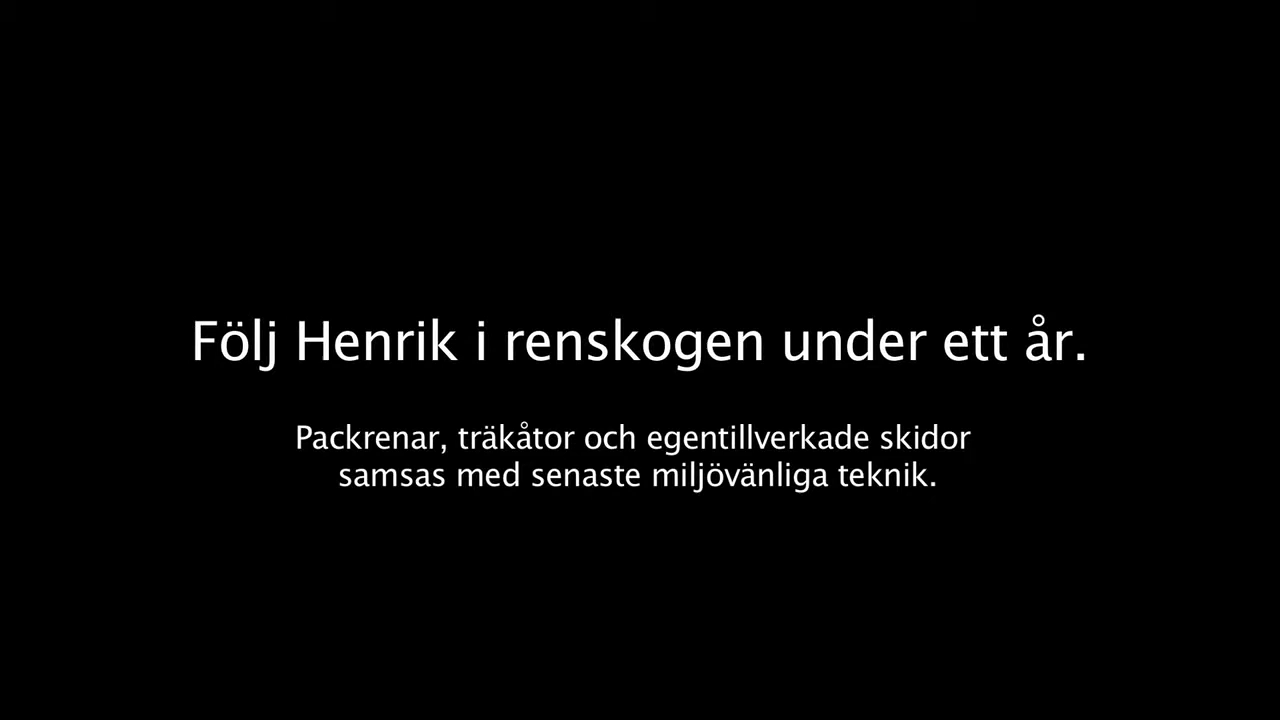 Följ Henrik i renskogen under ett år.
Packrenar, träkåtor och egentillverkade skidor
samsas med senaste miljövänliga teknik.